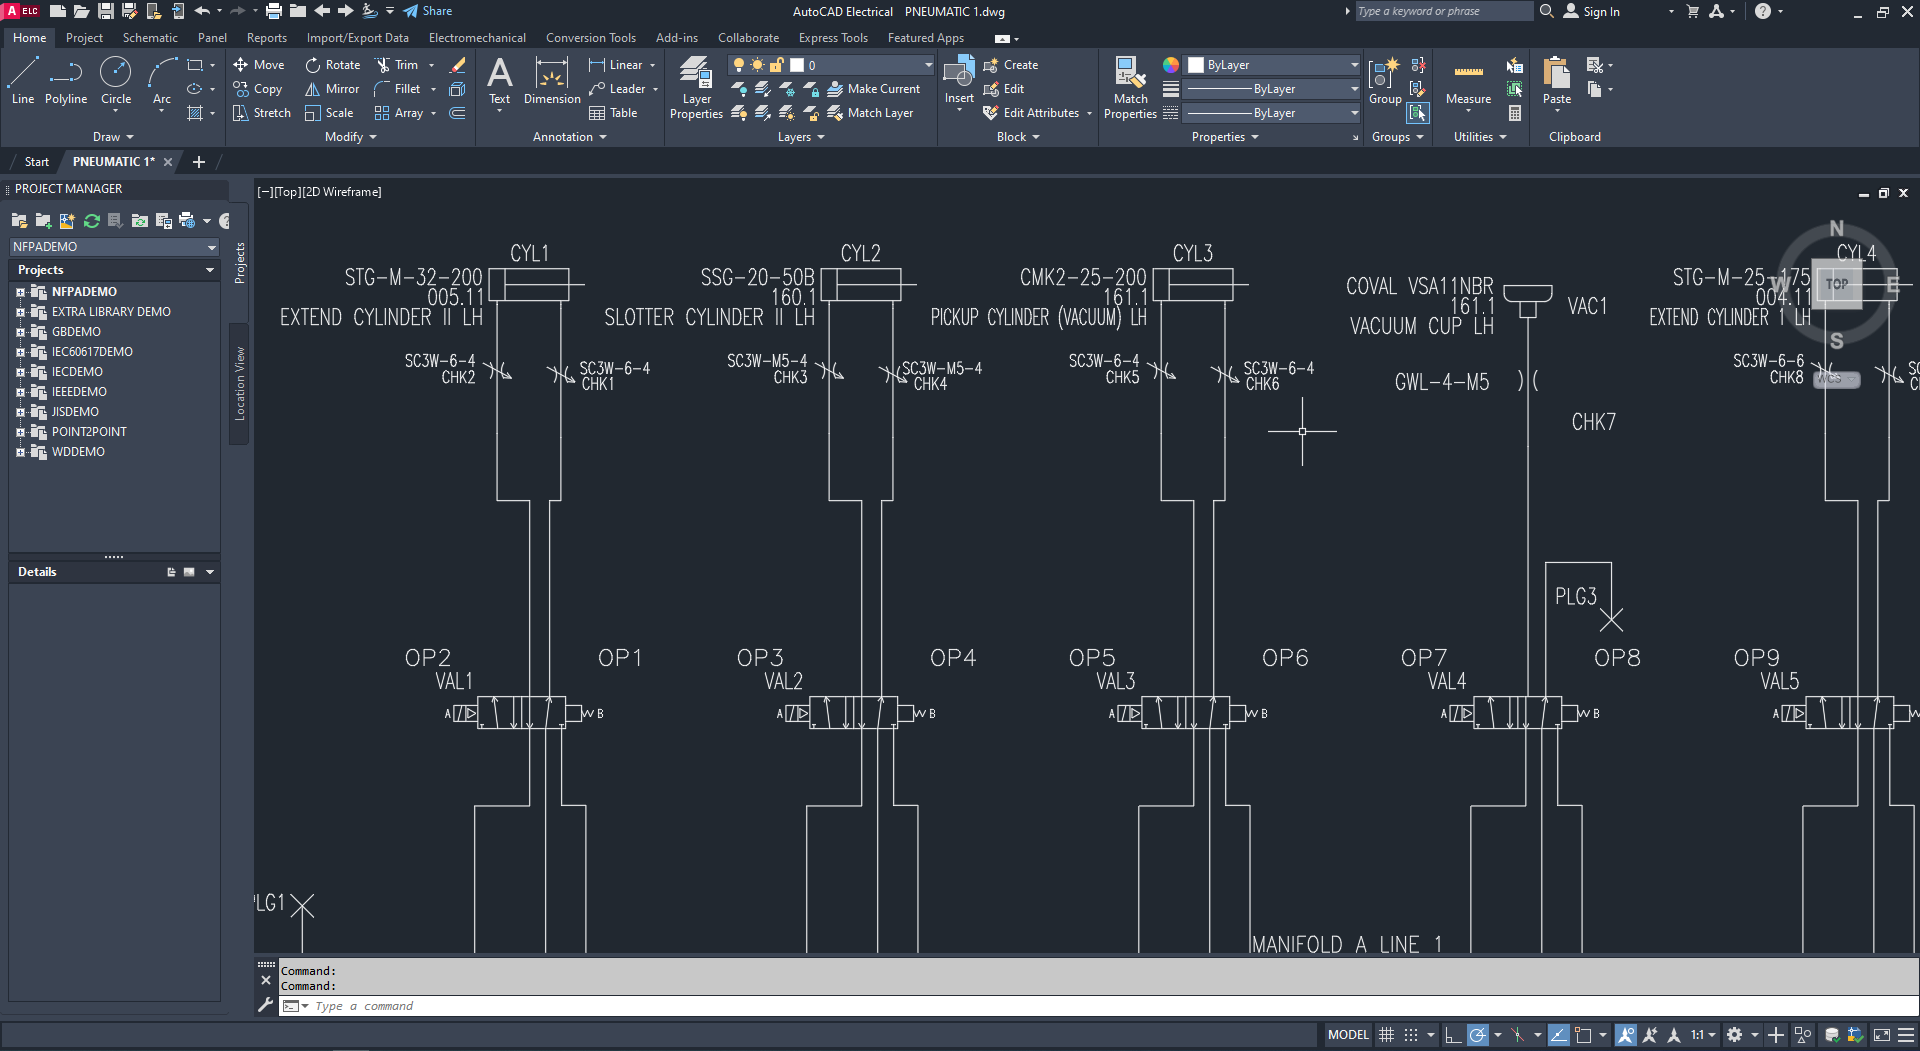 A ELC
Share
AutoCAD Electrical PNEUMATIC 1.dwg
Type a keyword or phrase
Sign In
Home Project Schematic Panel Reports Import/Export Data Electromechanical Conversion Tools Add-ins Collaborate Express Tools Featured Apps
Line Polyline Circle Arc
Draw
Move Rotate Trim
Copy Mirror Fillet
Stretch Scale Array
Modify
Text Dimension
Linear
Leader
Table
Annotation
Layer Properties
0
Make Current
Match Layer
Layers
Insert
Create
Edit
Edit Attributes
Block
Match Properties
ByLayer
ByLayer
ByLayer
Properties
Group
Groups
Measure
Utilities
Paste
Clipboard
Start PNEUMATIC 1*
PROJECT MANAGER
NFPADEMO
Projects
NFPADEMO
EXTRA LIBRARY DEMO
GBDEMO
IEC60617DEMO
IECDEMO
IEEEDEMO
JISDEMO
POINT2POINT
WDDEMO
Details
Projects
Location View
[−][Top][2D Wireframe]
CYL1
STG-M-32-200
005.11
EXTEND CYLINDER II LH
SC3W-6-4
CHK2
SC3W-6-4
CHK1
CYL2
SSG-20-50B
160.1
SLOTTER CYLINDER II LH
SC3W-M5-4
CHK3
SC3W-M5-4
CHK4
CYL3
CMK2-25-200
161.1
PICKUP CYLINDER (VACUUM) LH
SC3W-6-4
CHK5
SC3W-6-4
CHK6
COVAL VSA11NBR
161.1
VACUUM CUP LH
VAC1
GWL-4-M5
CHK7
CYL4
STG-M-25-175
004.11
EXTEND CYLINDER 1 LH
SC3W-6-6
CHK8
N
W TOP E
S
WCS
PLG3
OP2 OP1 OP3 OP4 OP5 OP6 OP7 OP8 OP9
VAL1 VAL2 VAL3 VAL4 VAL5
A B A B A B A B A
PLG1
MANIFOLD A LINE 1
Command:
Command:
Type a command
MODEL
1:1